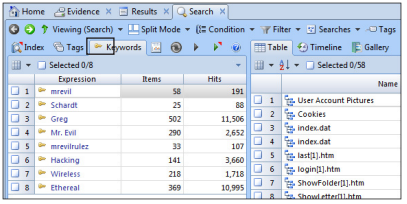 Home Evidence Results Search
Viewing (Search) Split Mode Condition Filter Searches Tags
Index Keywords Table Timeline Gallery
Selected 0/8 Selected 0/58
Expression Items Hits Name
1 mrevil 58 191 1 User Account Pictures
2 Schardt 25 88 2 Cookies
3 Greg 502 11,506 3 index.dat
4 Mr. Evil 290 2,652 4 index.dat
5 mrevilrulez 33 107 5 last[1].htm
6 Hacking 141 3,660 6 login[1].htm
7 Wireless 218 1,718 7 ShowFolder[1].htm
8 Ethereal 369 10,995 8 ShowLetter[1].htm